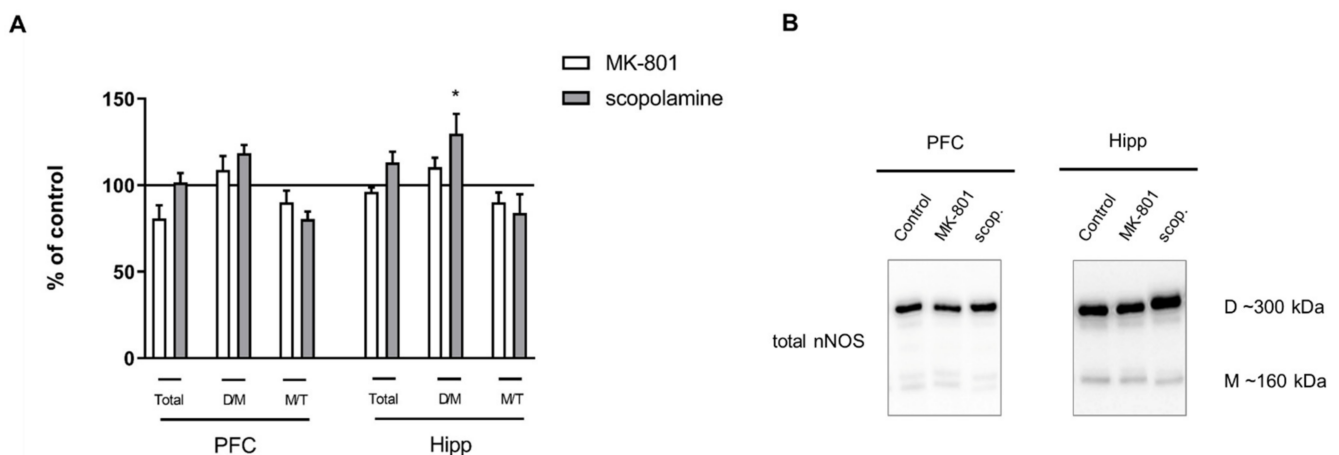 A
MK-801
scopolamine
% of control
150
100
50
0
*
Total D/M M/T Total D/M M/T
PFC Hipp
B
PFC Hipp
Control MK-801 scop. Control MK-801 scop.
total nNOS
D ~300 kDa
M ~160 kDa